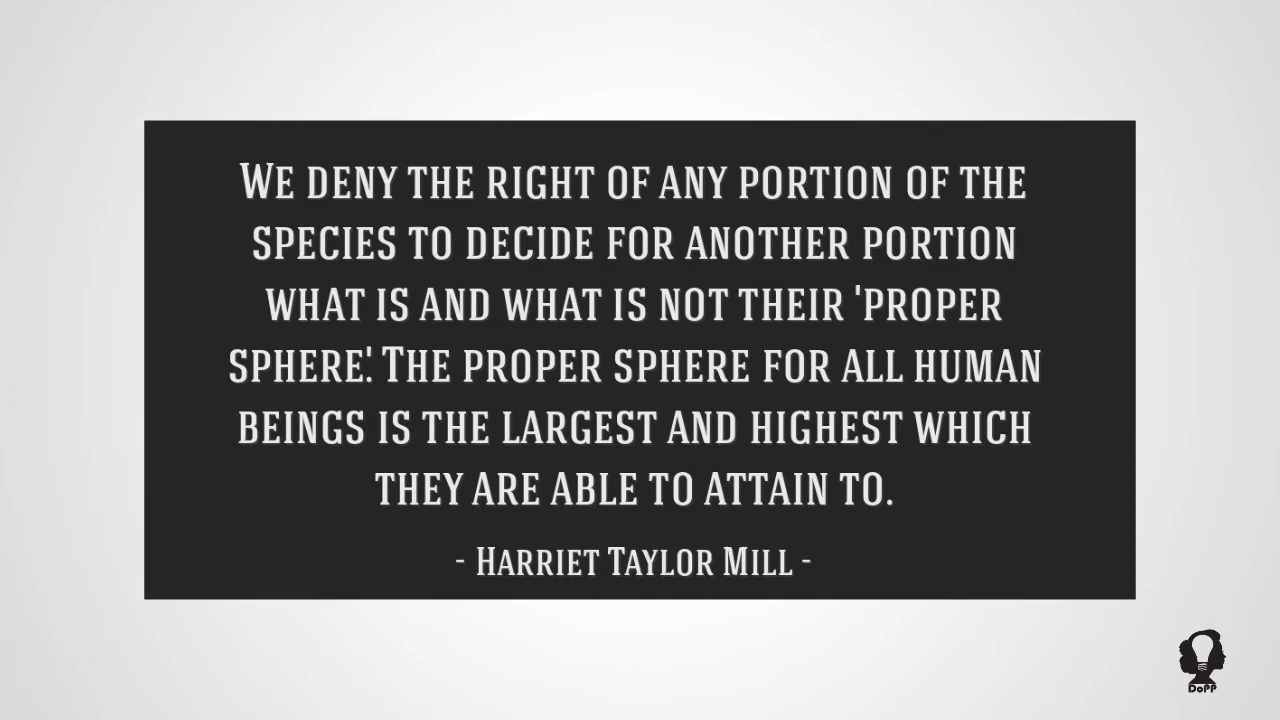 We deny the right of any portion of the
species to decide for another portion
what is and what is not their 'proper
sphere.' The proper sphere for all human
beings is the largest and highest which
they are able to attain to.
- Harriet Taylor Mill -
DoPP